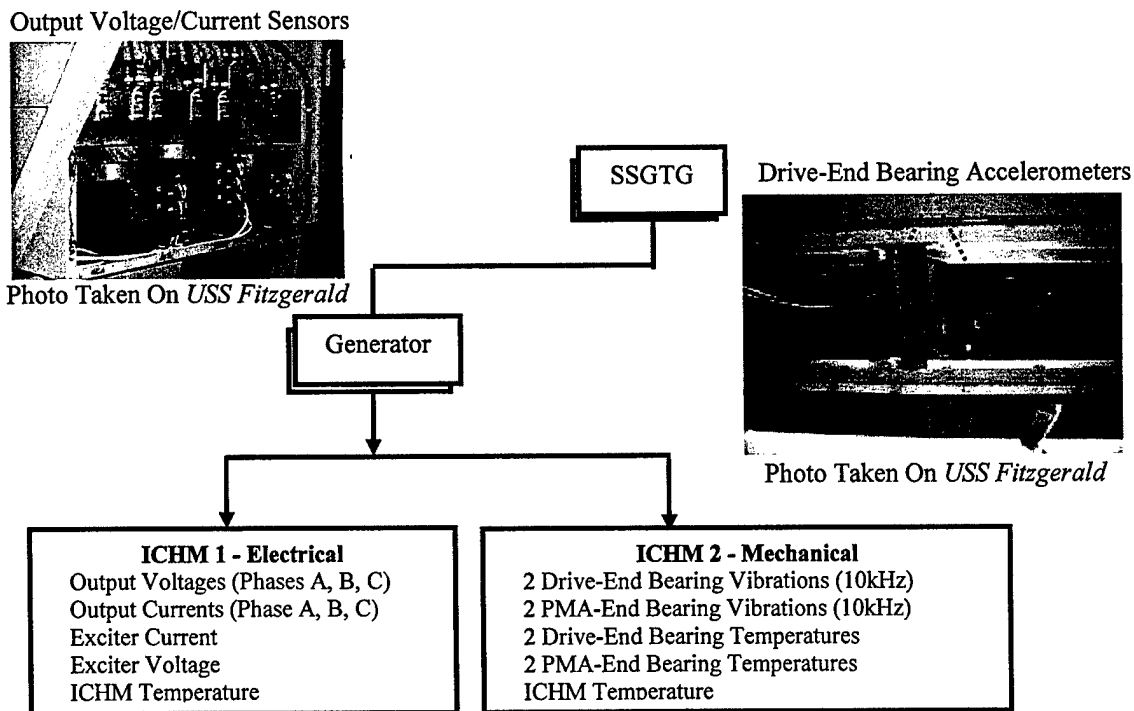 Output Voltage/Current Sensors
Photo Taken On USS Fitzgerald
SSGTG
Drive-End Bearing Accelerometers
Photo Taken On USS Fitzgerald
Generator
ICHM 1 - Electrical
Output Voltages (Phases A, B, C)
Output Currents (Phase A, B, C)
Exciter Current
Exciter Voltage
ICHM Temperature
ICHM 2 - Mechanical
2 Drive-End Bearing Vibrations (10kHz)
2 PMA-End Bearing Vibrations (10kHz)
2 Drive-End Bearing Temperatures
2 PMA-End Bearing Temperatures
ICHM Temperature